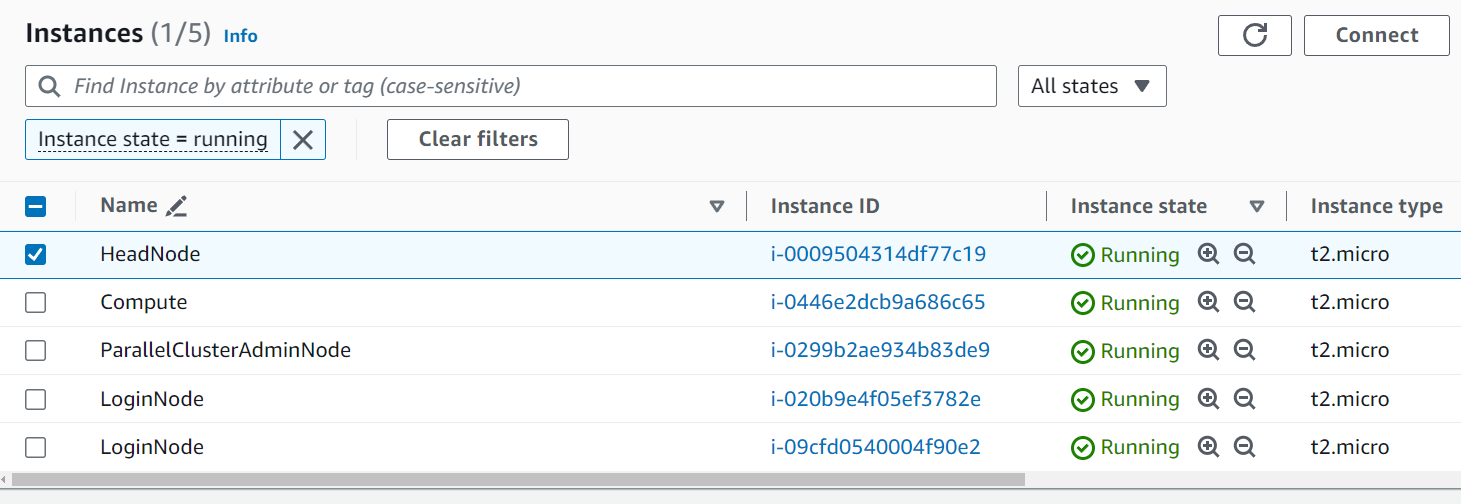 Instances (1/5) Info Connect
Find Instance by attribute or tag (case-sensitive) All states
Instance state = running Clear filters
Name Instance ID Instance state Instance type
HeadNode i-0009504314df77c19 Running t2.micro
Compute i-0446e2dcb9a686c65 Running t2.micro
ParallelClusterAdminNode i-0299b2ae934b83de9 Running t2.micro
LoginNode i-020b9e4f05ef3782e Running t2.micro
LoginNode i-09cfd0540004f90e2 Running t2.micro